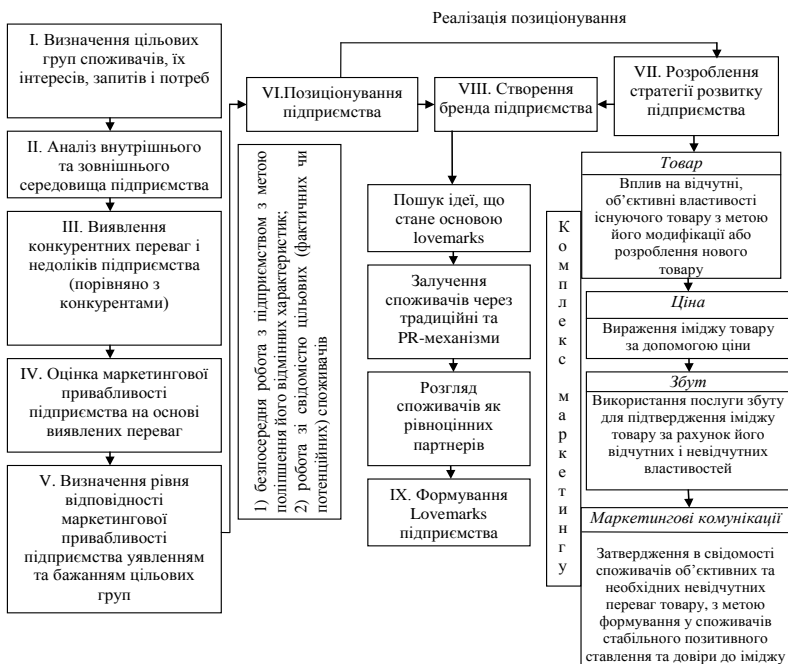 Реалізація позиціонування
І. Визначення цільових
груп споживачів, їх
інтересів, запитів і потреб
ІІ. Аналіз внутрішнього
та зовнішнього
середовища підприємства
ІІІ. Виявлення
конкурентних переваг і
недоліків підприємства
(порівняно з
конкурентами)
IV. Оцінка маркетингової
привабливості
підприємства на основі
виявлених переваг
V. Визначення рівня
відповідності
маркетингової
привабливості
підприємства уявленням
та бажанням цільових
груп
VI.Позиціонування
підприємства
1) безпосередня робота з підприємством з метою
поліпшення його відмінних характеристик;
2) робота зі свідомістю цільових (фактичних чи
потенційних) споживачів
VIII. Створення
бренда підприємства
Пошук ідеї, що
стане основою
lovemarks
Залучення
споживачів через
традиційні та
PR-механізми
Розгляд
споживачів як
рівноцінних
партнерів
IX. Формування
Lovemarks
підприємства
VII. Розроблення
стратегії розвитку
підприємства
Комплекс маркетингу
Товар
Вплив на відчутні,
об’єктивні властивості
існуючого товару з метою
його модифікації або
розроблення нового
товару
Ціна
Вираження іміджу товару
за допомогою ціни
Збут
Використання послуги збуту
для підтвердження іміджу
товару за рахунок його
відчутних і невідчутних
властивостей
Маркетингові комунікації
Затвердження в свідомості
споживачів об’єктивних та
необхідних невідчутних
переваг товару, з метою
формування у споживачів
стабільного позитивного
ставлення та довіри до іміджу